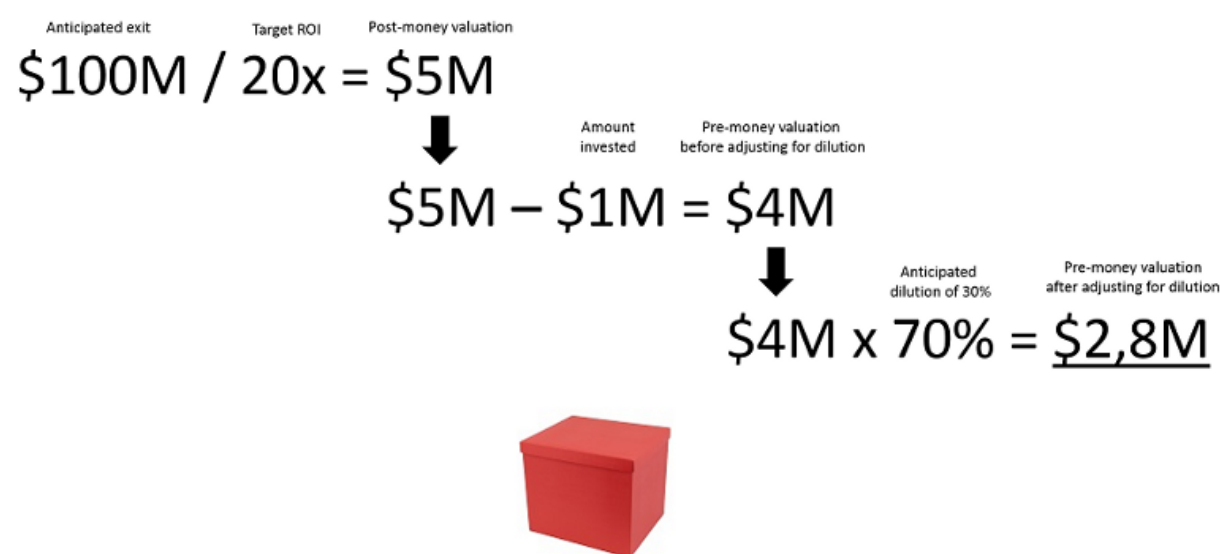 Anticipated exit
Target ROI
Post-money valuation
$100M / 20x = $5M
Amount
invested
Pre-money valuation
before adjusting for dilution
$5M – $1M = $4M
Anticipated
dilution of 30%
Pre-money valuation
after adjusting for dilution
$4M x 70% = $2,8M